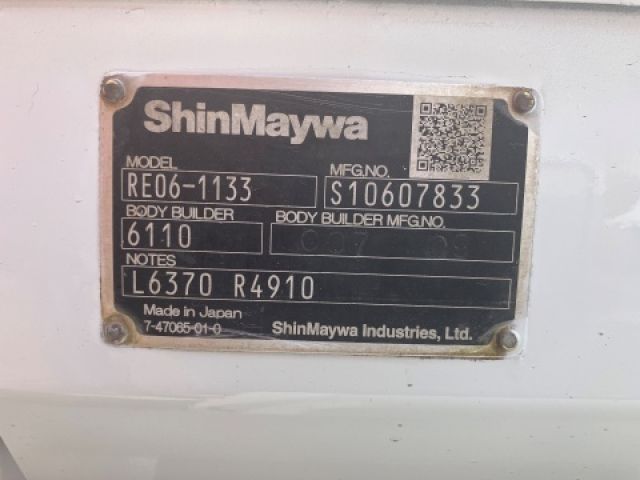 ShinMaywa
MODEL
RE06-1133
MFG.NO.
S10607833
BODY BUILDER
6110
BODY BUILDER MFG.NO.
NOTES
L6370 R4910
Made in Japan
7-47065-01-0
ShinMaywa Industries, Ltd.